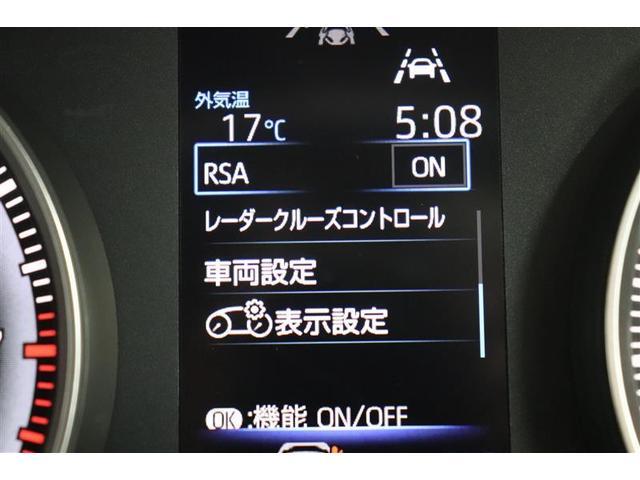 外気温
17℃ 5:08
RSA ON
レーダークルーズコントロール
車両設定
表示設定
OK :機能 ON/OFF